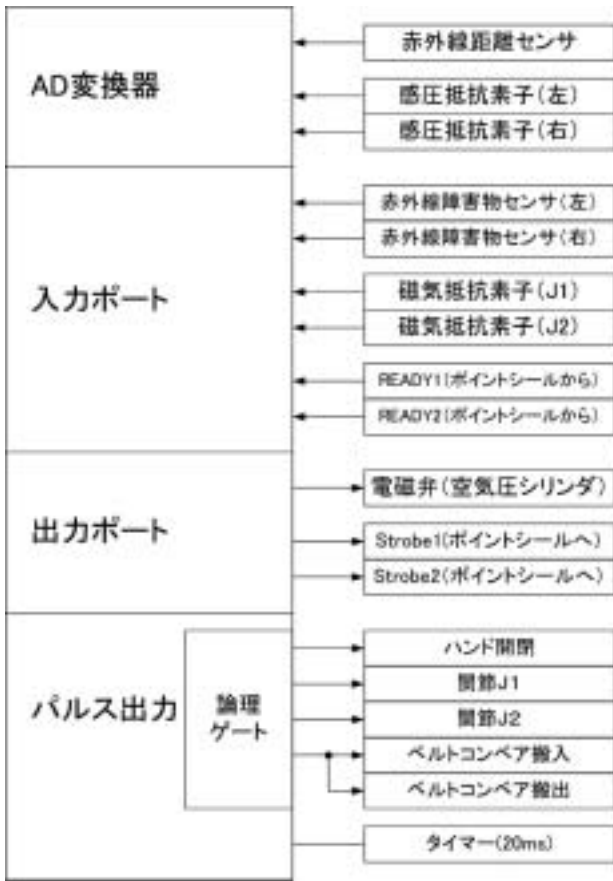 AD変換器
赤外線距離センサ
感圧抵抗素子(左)
感圧抵抗素子(右)
入力ポート
赤外線障害物センサ(左)
赤外線障害物センサ(右)
磁気抵抗素子(J1)
磁気抵抗素子(J2)
READY1(ポイントシールから)
READY2(ポイントシールから)
出力ポート
電磁弁(空気圧シリンダ)
Strobe1(ポイントシールへ)
Strobe2(ポイントシールへ)
パルス出力
論理
ゲート
ハンド開閉
関節J1
関節J2
ベルトコンベア搬入
ベルトコンベア搬出
タイマー(20ms)